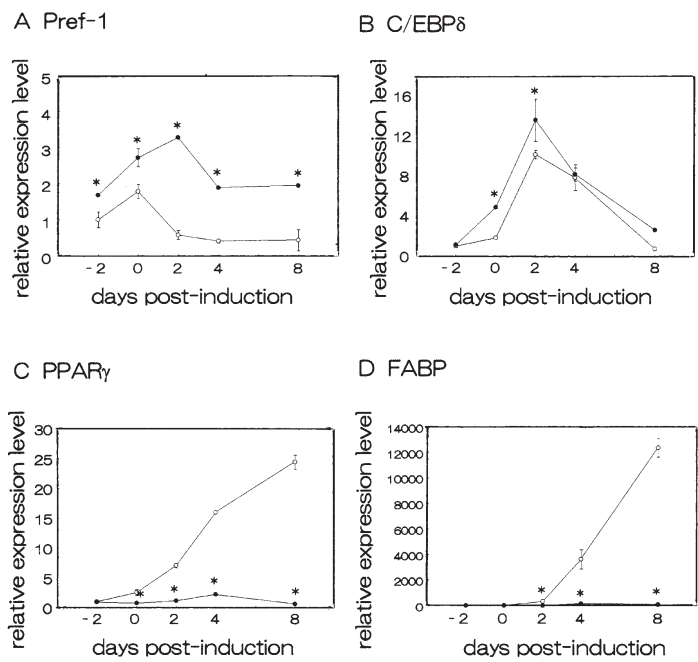 A Pref-1
B C/EBPδ
relative expression level
5
4
3
2
1
0
* * * * *
-2 0 2 4 8
days post-induction
relative expression level
16
12
8
4
0
* *
-2 0 2 4 8
days post-induction
C PPARγ
D FABP
relative expression level
30
25
20
15
10
5
0
* * * *
-2 0 2 4 8
days post-induction
relative expression level
14000
12000
10000
8000
6000
4000
2000
0
* * *
-2 0 2 4 8
days post-induction